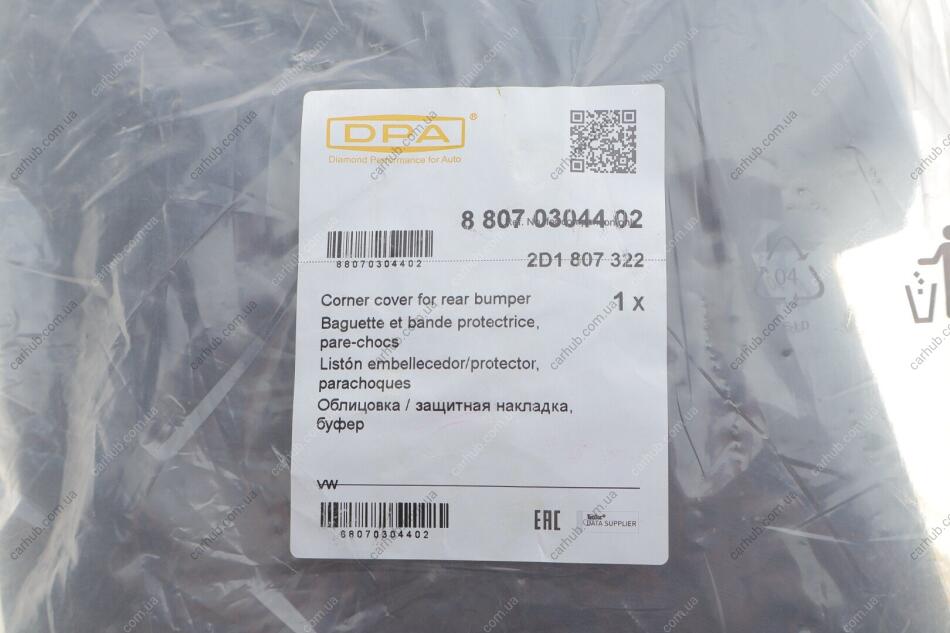 DPA®
Diamond Performance for Auto
8 807 03044 02
88070304402
2D1 807 322
Corner cover for rear bumper
1 x
Baguette et bande protectrice,
pare-chocs
Listón embellecedor/protector,
parachoques
Облицовка / защитная накладка,
буфер
VW
88070304402
EAC
TecDoc®
DATA SUPPLIER
04
carhub.com.ua